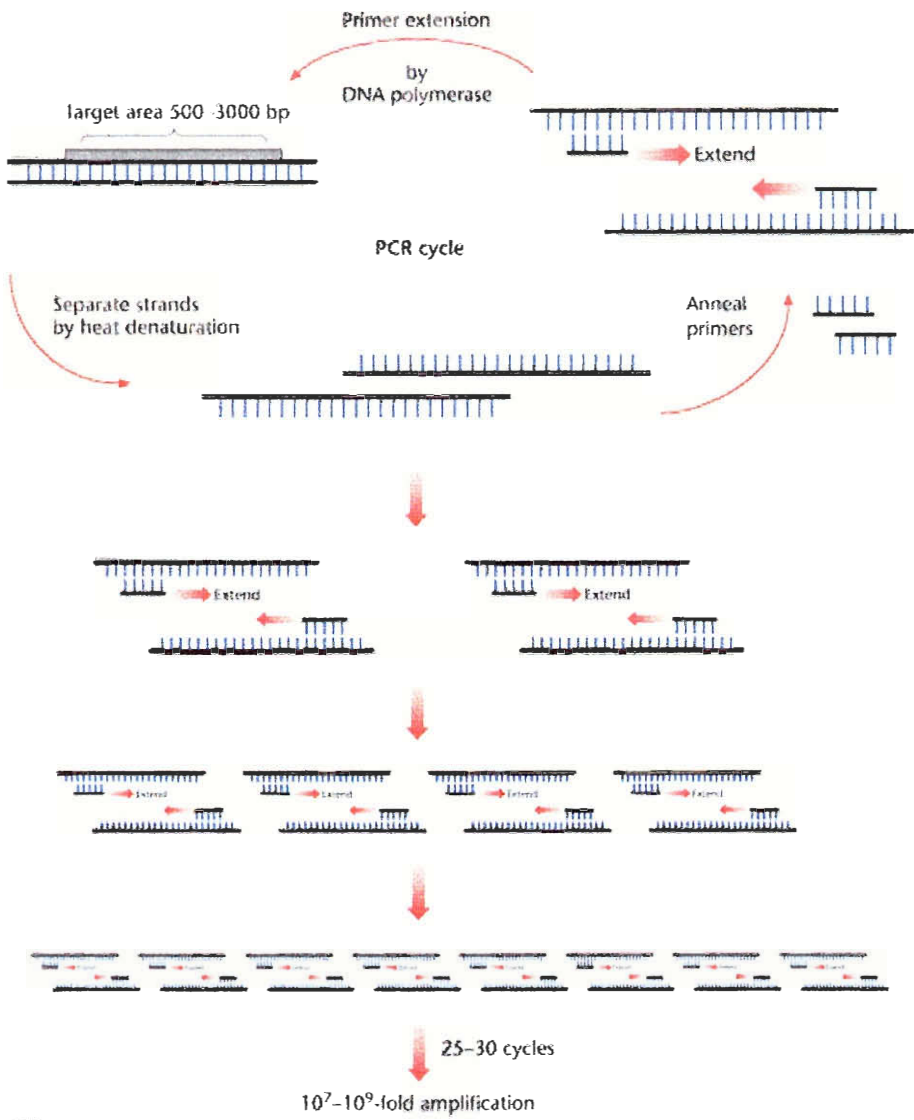 Primer extension
by
DNA polymerase
Target area 500–3000 bp
Extend
PCR cycle
Separate strands
by heat denaturation
Anneal
primers
Extend
Extend
Extend
Extend
Extend
Extend
25–30 cycles
10⁷–10⁹-fold amplification